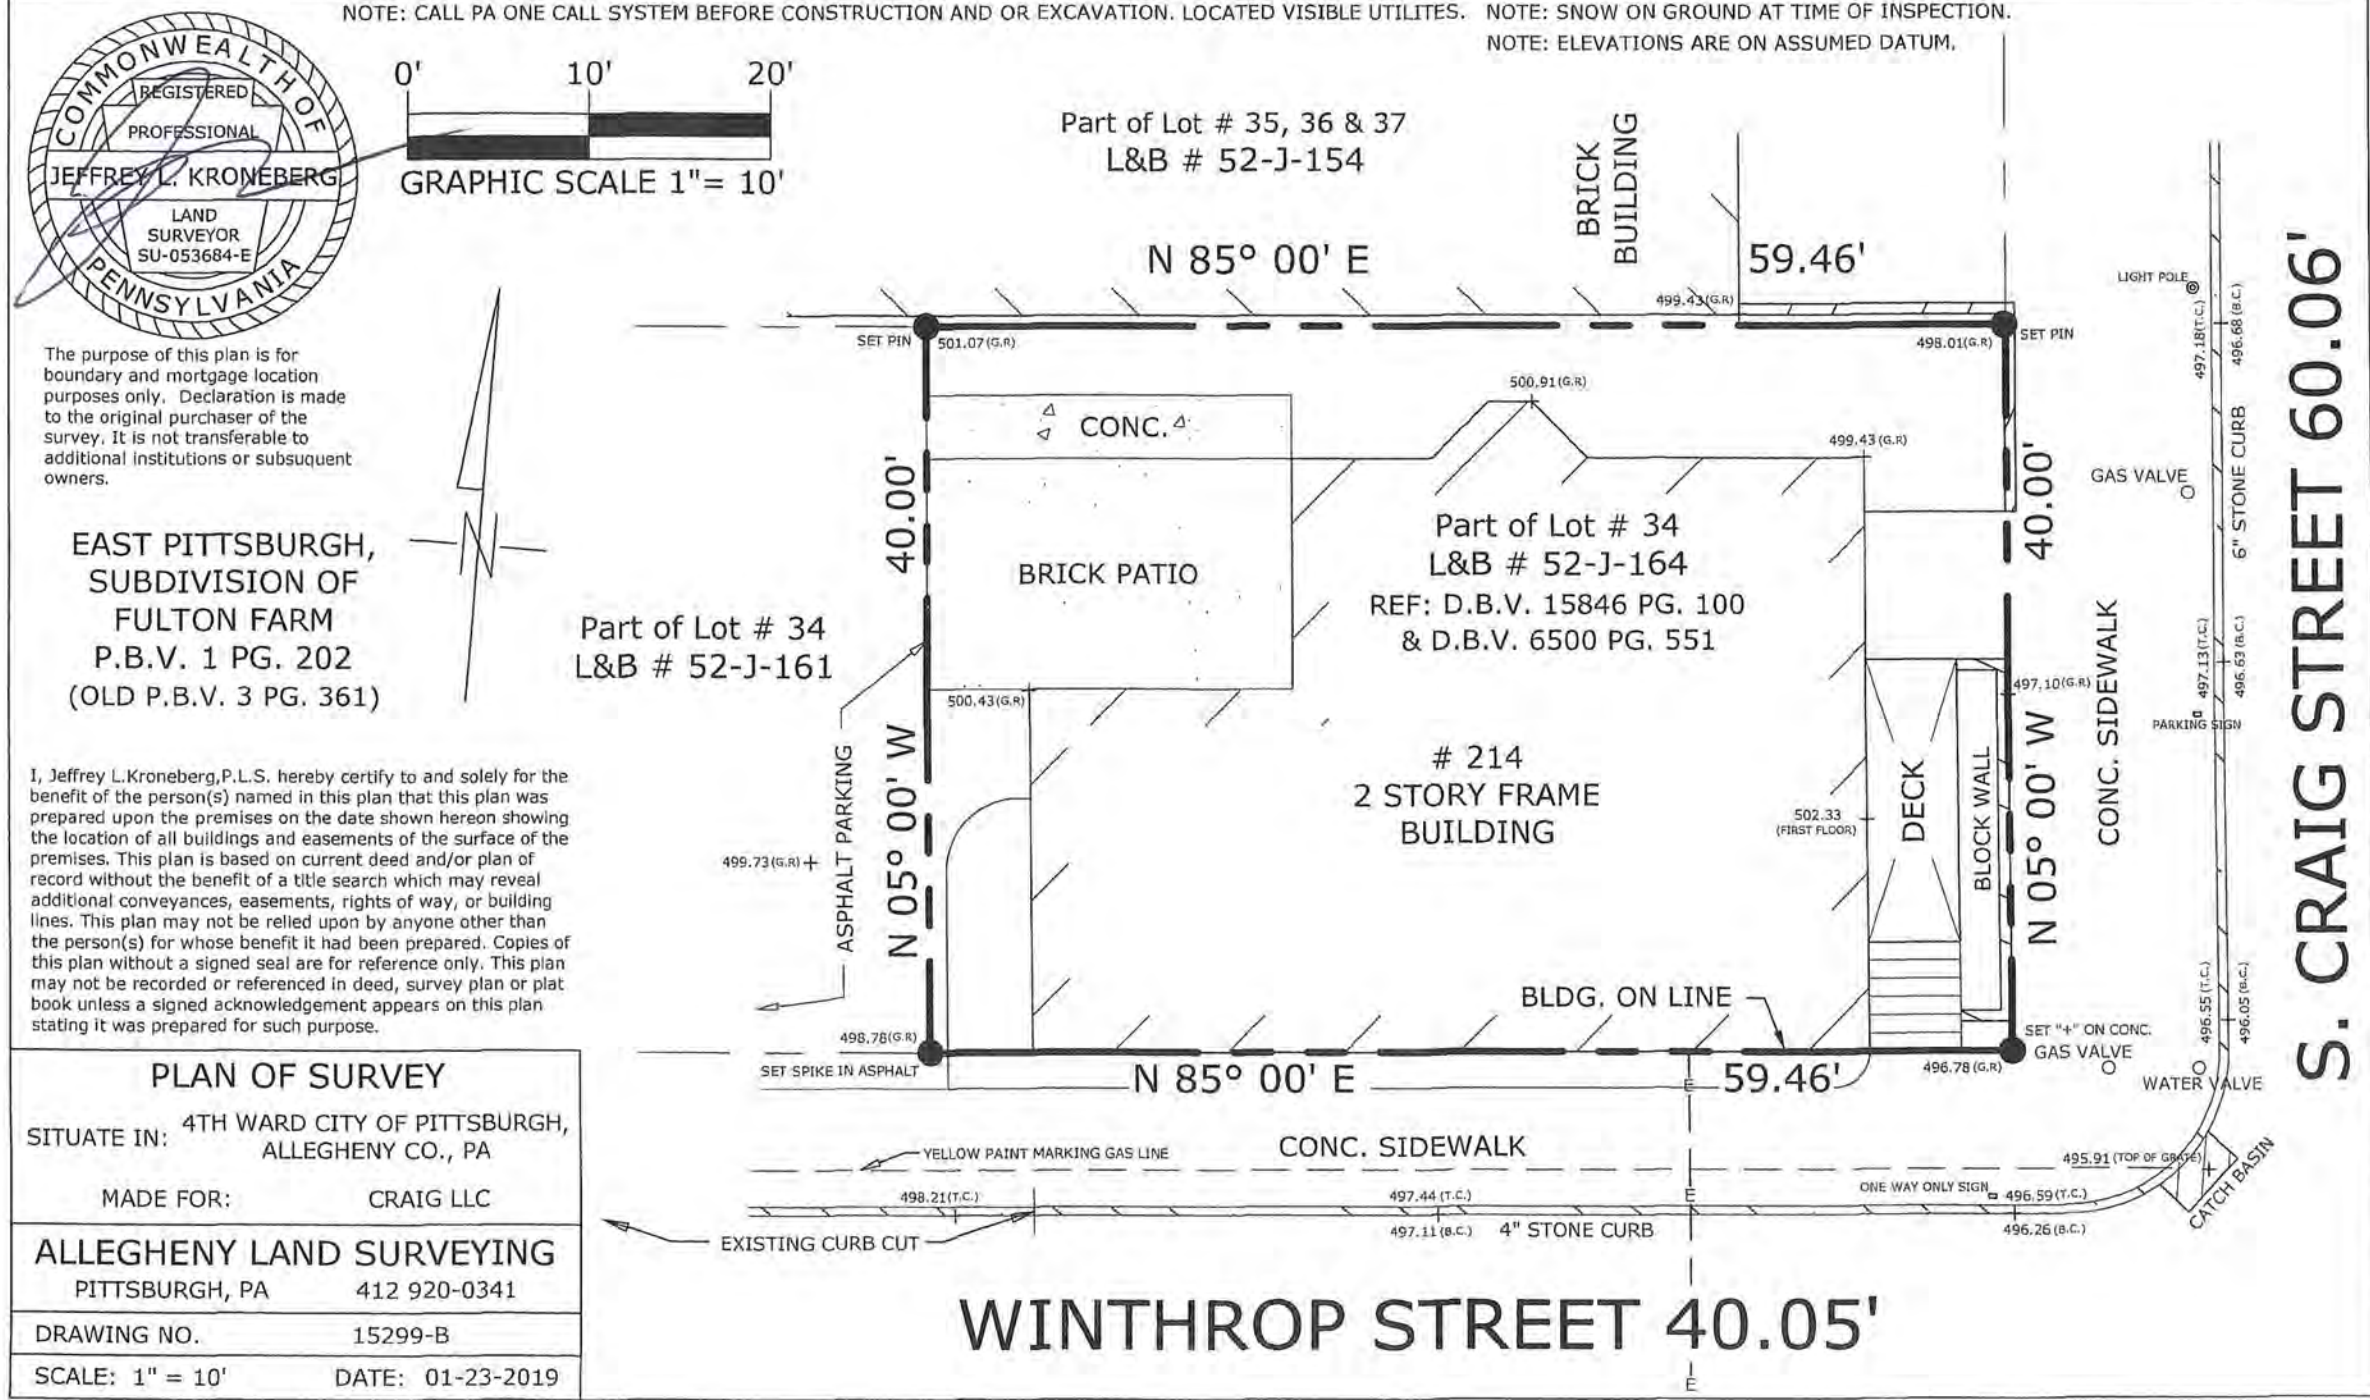 NOTE: CALL PA ONE CALL SYSTEM BEFORE CONSTRUCTION AND OR EXCAVATION. LOCATED VISIBLE UTILITES. NOTE: SNOW ON GROUND AT TIME OF INSPECTION.
NOTE: ELEVATIONS ARE ON ASSUMED DATUM.
COMMONWEALTH OF
REGISTERED
PROFESSIONAL
JEFFREY L. KRONEBERG
LAND
SURVEYOR
SU-053684-E
PENNSYLVANIA
0' 10' 20'
GRAPHIC SCALE 1"= 10'
Part of Lot # 35, 36 & 37
L&B # 52-J-154
BRICK
BUILDING
N 85° 00' E 59.46'
499.43(G.R)
SET PIN
501.07(G.R)
498.01(G.R)
SET PIN
LIGHT POLE
497.18(T.C.)
496.68 (B.C.)
The purpose of this plan is for
boundary and mortgage location
purposes only. Declaration is made
to the original purchaser of the
survey. It is not transferable to
additional institutions or subsuquent
owners.
N
EAST PITTSBURGH,
SUBDIVISION OF
FULTON FARM
P.B.V. 1 PG. 202
(OLD P.B.V. 3 PG. 361)
CONC.
500.91(G.R)
499.43(G.R)
40.00'
BRICK PATIO
Part of Lot # 34
L&B # 52-J-164
REF: D.B.V. 15846 PG. 100
& D.B.V. 6500 PG. 551
40.00'
GAS VALVE
6" STONE CURB
S. CRAIG STREET 60.06'
Part of Lot # 34
L&B # 52-J-161
500.43(G.R)
497.10(G.R)
CONC. SIDEWALK
497.13(T.C.)
496.63 (B.C.)
PARKING SIGN
N 05° 00' W
ASPHALT PARKING
499.73(G.R)
# 214
2 STORY FRAME
BUILDING
502.33
(FIRST FLOOR)
DECK
BLOCK WALL
N 05° 00' W
I, Jeffrey L.Kroneberg,P.L.S. hereby certify to and solely for the
benefit of the person(s) named in this plan that this plan was
prepared upon the premises on the date shown hereon showing
the location of all buildings and easements of the surface of the
premises. This plan is based on current deed and/or plan of
record without the benefit of a title search which may reveal
additional conveyances, easements, rights of way, or building
lines. This plan may not be relied upon by anyone other than
the person(s) for whose benefit it had been prepared. Copies of
this plan without a signed seal are for reference only. This plan
may not be recorded or referenced in deed, survey plan or plat
book unless a signed acknowledgement appears on this plan
stating it was prepared for such purpose.
BLDG. ON LINE
498.78(G.R)
SET SPIKE IN ASPHALT
N 85° 00' E 59.46'
E
496.78 (G.R)
SET "+" ON CONC.
GAS VALVE
WATER VALVE
496.55 (T.C.)
496.05 (B.C.)
YELLOW PAINT MARKING GAS LINE
CONC. SIDEWALK
495.91 (TOP OF GRATE)
CATCH BASIN
498.21(T.C.)
497.44 (T.C.)
E
ONE WAY ONLY SIGN
496.59(T.C.)
EXISTING CURB CUT
497.11(B.C.)
4" STONE CURB
496.26(B.C.)
WINTHROP STREET 40.05'
E
PLAN OF SURVEY
SITUATE IN: 4TH WARD CITY OF PITTSBURGH,
ALLEGHENY CO., PA
MADE FOR: CRAIG LLC
ALLEGHENY LAND SURVEYING
PITTSBURGH, PA 412 920-0341
DRAWING NO. 15299-B
SCALE: 1" = 10' DATE: 01-23-2019